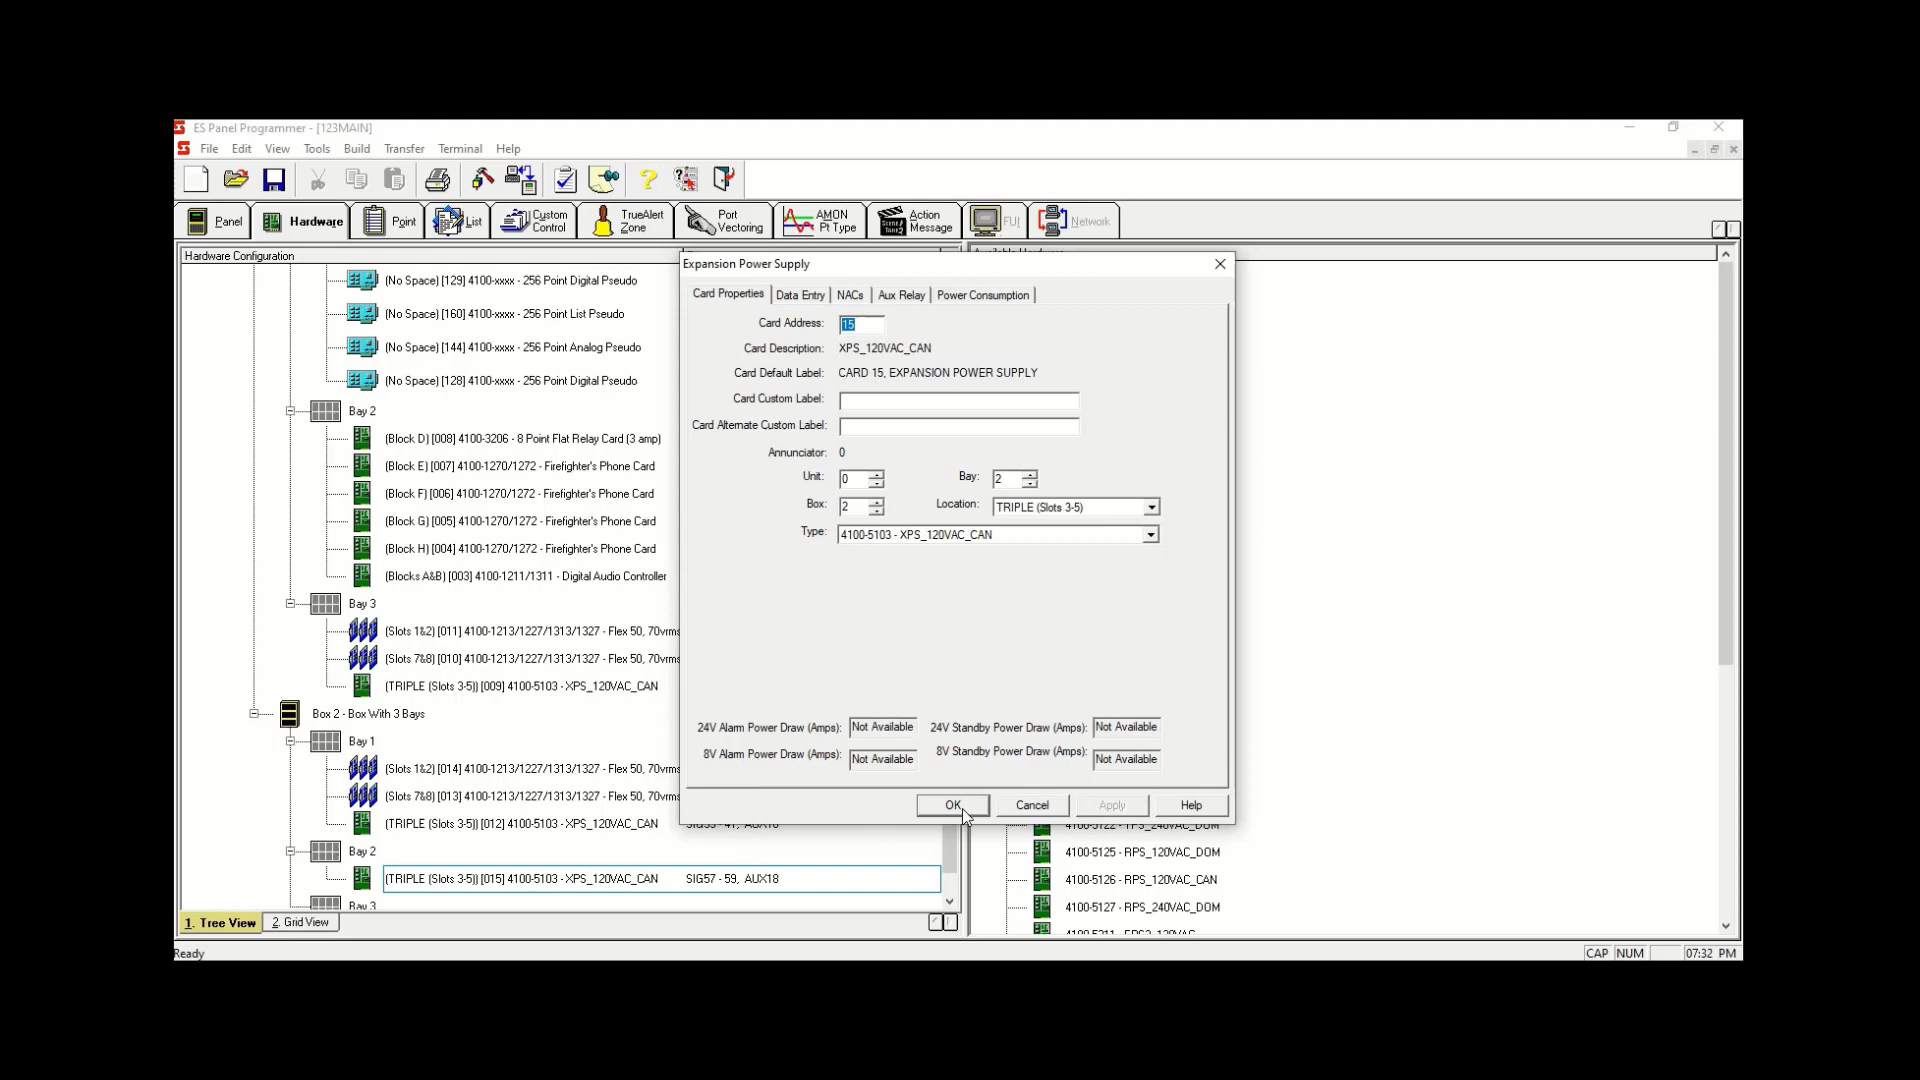 ES Panel Programmer - [123MAIN]
File Edit View Tools Build Transfer Terminal Help
Panel Hardware Point List Custom Control TrueAlert Zone Port Vectoring AMON Pt Type Action Message FUI Network
Hardware Configuration
(No Space) [129] 4100-xxxx - 256 Point Digital Pseudo
(No Space) [160] 4100-xxxx - 256 Point List Pseudo
(No Space) [144] 4100-xxxx - 256 Point Analog Pseudo
(No Space) [128] 4100-xxxx - 256 Point Digital Pseudo
Bay 2
(Block D) [008] 4100-3206 - 8 Point Flat Relay Card (3 amp)
(Block E) [007] 4100-1270/1272 - Firefighter's Phone Card
(Block F) [006] 4100-1270/1272 - Firefighter's Phone Card
(Block G) [005] 4100-1270/1272 - Firefighter's Phone Card
(Block H) [004] 4100-1270/1272 - Firefighter's Phone Card
(Blocks A&B) [003] 4100-1211/1311 - Digital Audio Controller
Bay 3
(Slots 1&2) [011] 4100-1213/1227/1313/1327 - Flex 50, 70vrms
(Slots 7&8) [010] 4100-1213/1227/1313/1327 - Flex 50, 70vrms
(TRIPLE (Slots 3-5)) [009] 4100-5103 - XPS_120VAC_CAN
Box 2 - Box With 3 Bays
Bay 1
(Slots 1&2) [014] 4100-1213/1227/1313/1327 - Flex 50, 70vrms
(Slots 7&8) [013] 4100-1213/1227/1313/1327 - Flex 50, 70vrms
(TRIPLE (Slots 3-5)) [012] 4100-5103 - XPS_120VAC_CAN
Bay 2
(TRIPLE (Slots 3-5)) [015] 4100-5103 - XPS_120VAC_CAN SIG57 - 59, AUX18
Bay 3
1. Tree View 2. Grid View
Expansion Power Supply
Card Properties Data Entry NACs Aux Relay Power Consumption
Card Address: 15
Card Description: XPS_120VAC_CAN
Card Default Label: CARD 15, EXPANSION POWER SUPPLY
Card Custom Label:
Card Alternate Custom Label:
Annunciator: 0
Unit: 0 Bay: 2
Box: 2 Location: TRIPLE (Slots 3-5)
Type: 4100-5103 - XPS_120VAC_CAN
24V Alarm Power Draw (Amps): Not Available 24V Standby Power Draw (Amps): Not Available
8V Alarm Power Draw (Amps): Not Available 8V Standby Power Draw (Amps): Not Available
OK Cancel Apply Help
4100-5122 - TPS_240VAC_DOM
4100-5125 - RPS_120VAC_DOM
4100-5126 - RPS_120VAC_CAN
4100-5127 - RPS_240VAC_DOM
Ready CAP NUM 07:32 PM